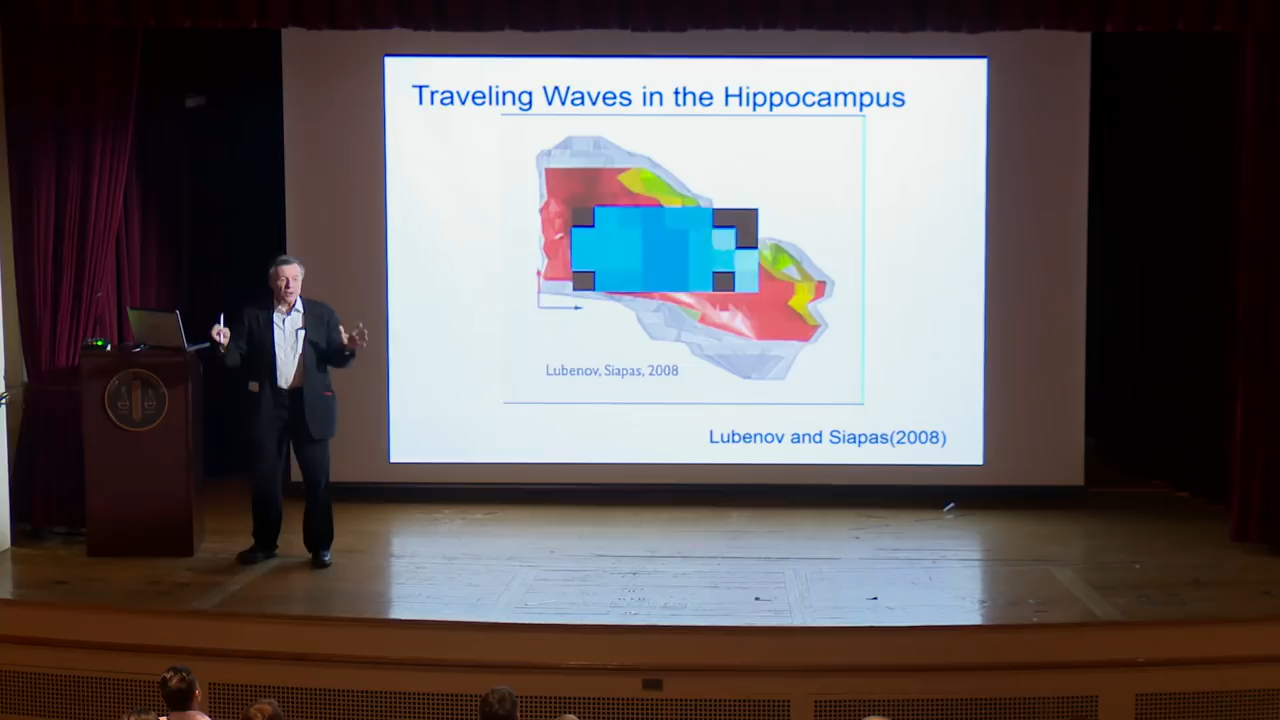 Traveling Waves in the Hippocampus
Lubenov, Siapas, 2008
Lubenov and Siapas(2008)